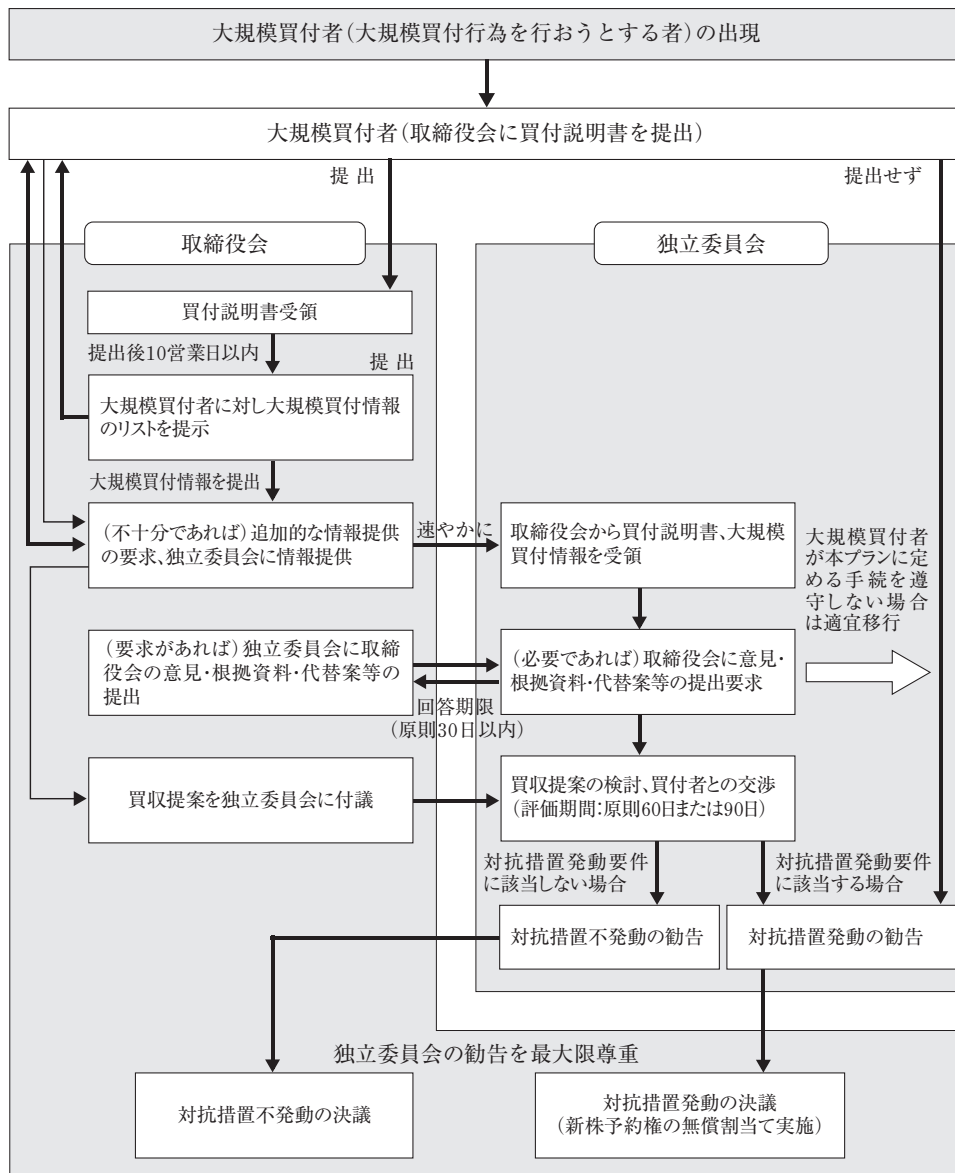 大規模買付者（大規模買付行為を行おうとする者）の出現
大規模買付者（取締役会に買付説明書を提出）
提 出
提出せず
取締役会
独立委員会
買付説明書受領
提出後10営業日以内
提 出
大規模買付者に対し大規模買付情報
のリストを提示
大規模買付情報を提出
（不十分であれば）追加的な情報提供
の要求、独立委員会に情報提供
速やかに
取締役会から買付説明書、大規模
買付情報を受領
大規模買付者
が本プランに定
める手続を遵
守しない場合
は適宜移行
（要求があれば）独立委員会に取締
役会の意見・根拠資料・代替案等の
提出
（必要であれば）取締役会に意見・
根拠資料・代替案等の提出要求
回答期限
（原則30日以内）
買収提案を独立委員会に付議
買収提案の検討、買付者との交渉
（評価期間：原則60日または90日）
対抗措置発動要件
に該当しない場合
対抗措置発動要件
に該当する場合
対抗措置不発動の勧告
対抗措置発動の勧告
独立委員会の勧告を最大限尊重
対抗措置不発動の決議
対抗措置発動の決議
（新株予約権の無償割当て実施）